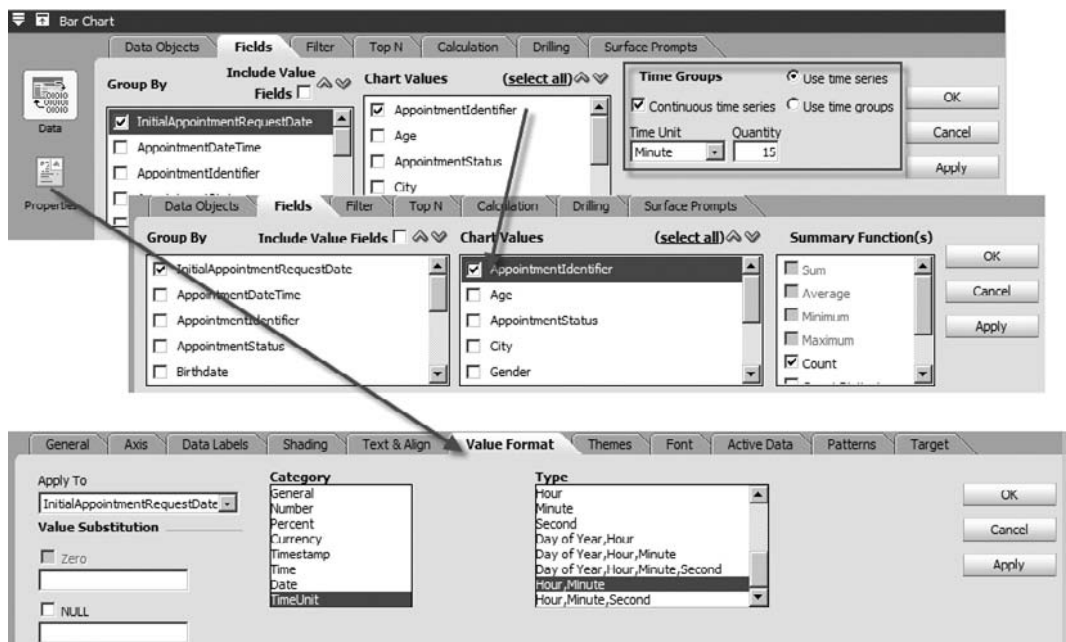 Bar Chart
Data Objects Fields Filter Top N Calculation Drilling Surface Prompts
Data
Properties
Group By Include Value Fields
InitialAppointmentRequestDate
AppointmentDateTime
AppointmentIdentifier
Chart Values (select all)
AppointmentIdentifier
Age
AppointmentStatus
City
Time Groups Use time series
Continuous time series Use time groups
Time Unit Quantity
Minute 15
OK
Cancel
Apply
Data Objects Fields Filter Top N Calculation Drilling Surface Prompts
Group By Include Value Fields
InitialAppointmentRequestDate
AppointmentDateTime
AppointmentIdentifier
AppointmentStatus
Birthdate
Chart Values (select all)
AppointmentIdentifier
Age
AppointmentStatus
City
Gender
Summary Function(s)
Sum
Average
Minimum
Maximum
Count
OK
Cancel
Apply
General Axis Data Labels Shading Text & Align Value Format Themes Font Active Data Patterns Target
Apply To
InitialAppointmentRequestDate
Value Substitution
Zero
NULL
Category
General
Number
Percent
Currency
Timestamp
Time
Date
TimeUnit
Type
Hour
Minute
Second
Day of Year,Hour
Day of Year,Hour,Minute
Day of Year,Hour,Minute,Second
Hour,Minute
Hour,Minute,Second
OK
Cancel
Apply